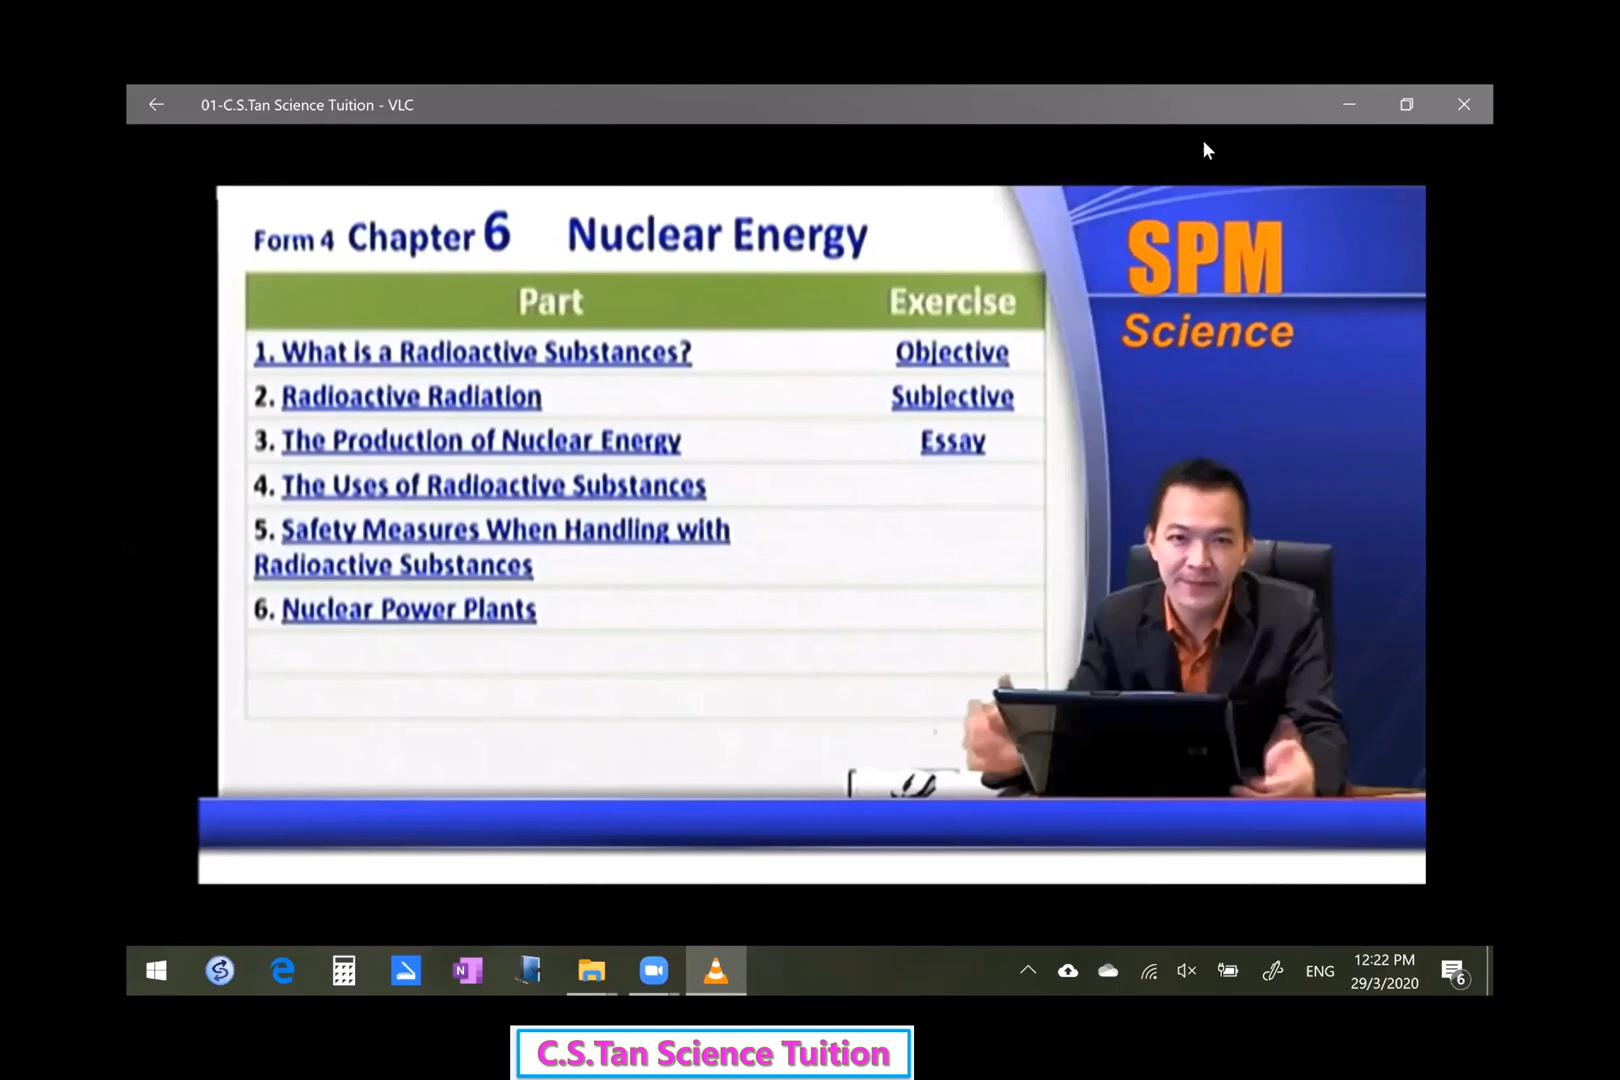 01-C.S.Tan Science Tuition - VLC
Form 4 Chapter 6 Nuclear Energy
SPM
Science
Part Exercise
1. What is a Radioactive Substances? Objective
2. Radioactive Radiation Subjective
3. The Production of Nuclear Energy Essay
4. The Uses of Radioactive Substances
5. Safety Measures When Handling with
Radioactive Substances
6. Nuclear Power Plants
ENG
12:22 PM
29/3/2020
6
C.S.Tan Science Tuition